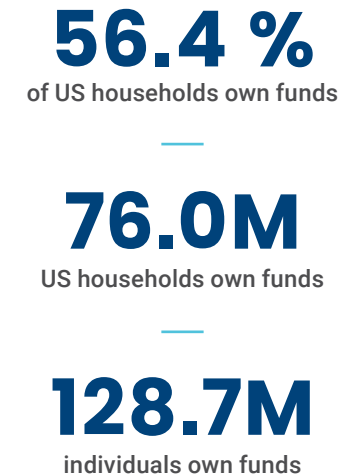 56.4 %
of US households own funds
76.0M
US households own funds
128.7M
individuals own funds